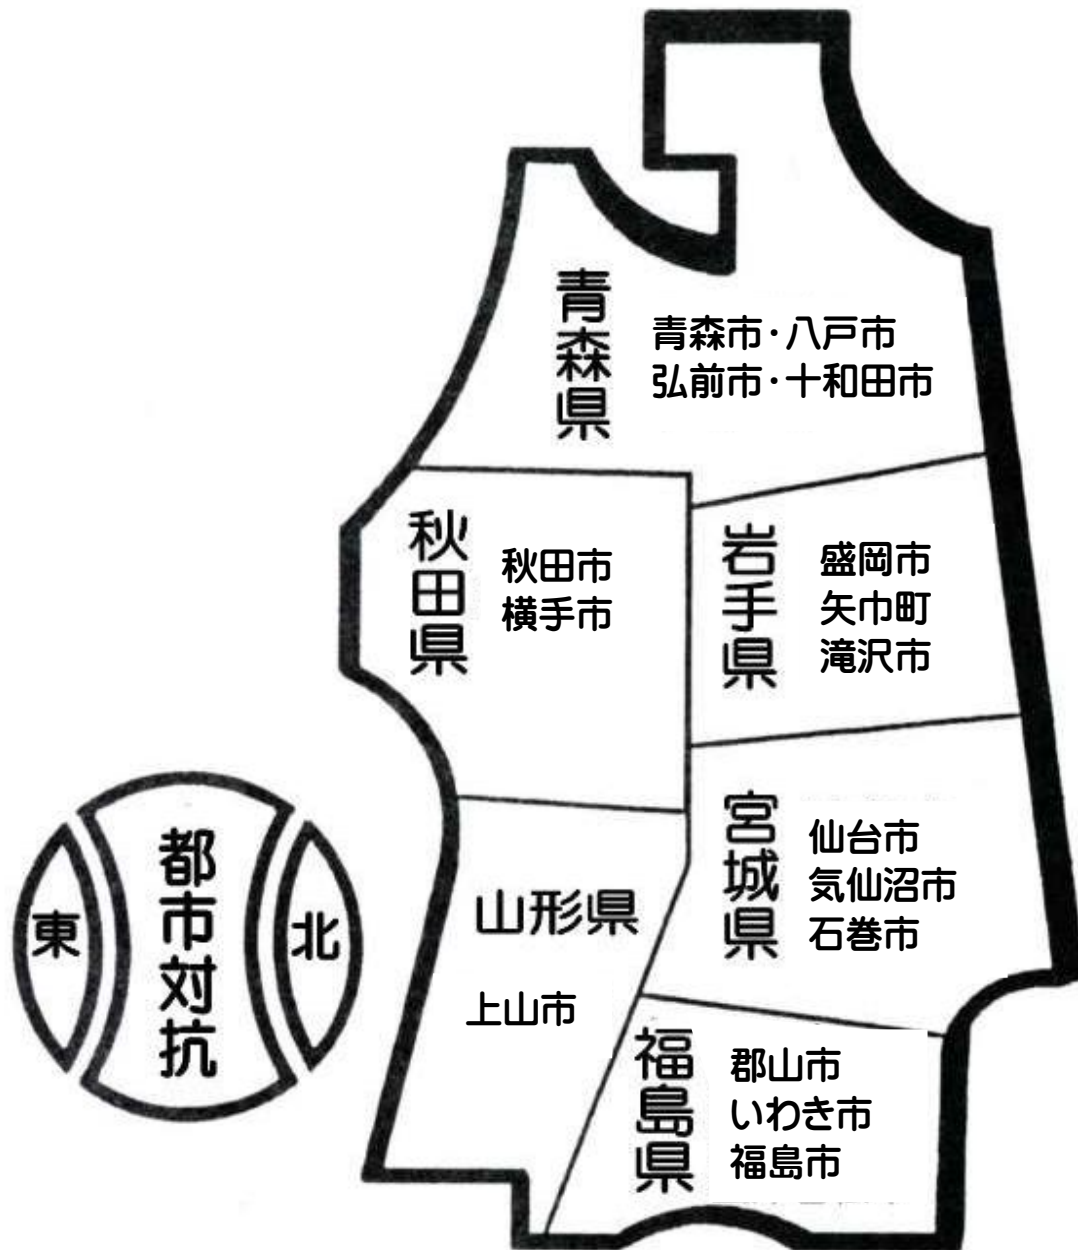 青森県
青森市・八戸市
弘前市・十和田市
秋田県
秋田市
横手市
岩手県
盛岡市
矢巾町
滝沢市
宮城県
仙台市
気仙沼市
石巻市
山形県
上山市
福島県
郡山市
いわき市
福島市
東
北
都市対抗